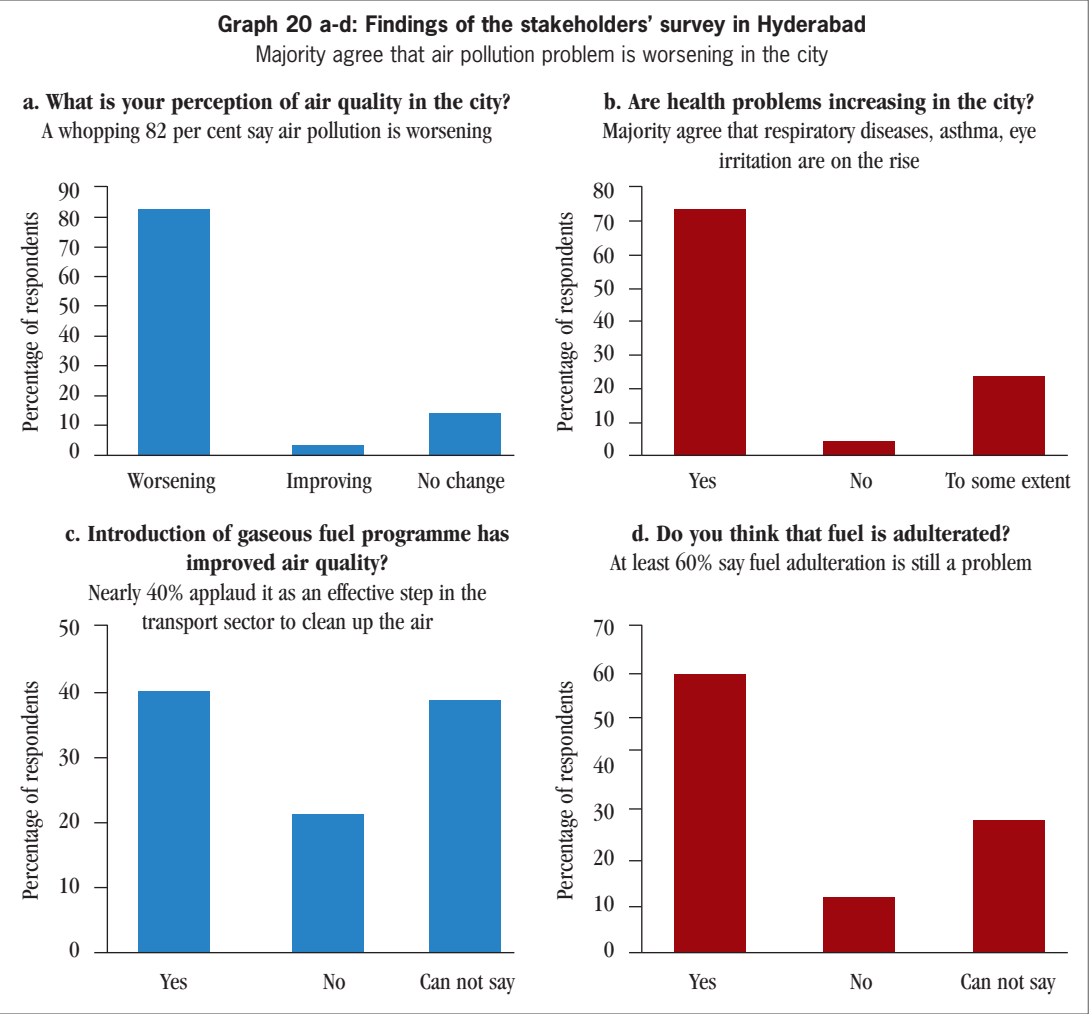 Graph 20 a-d: Findings of the stakeholders' survey in Hyderabad
Majority agree that air pollution problem is worsening in the city
a. What is your perception of air quality in the city?
A whopping 82 per cent say air pollution is worsening
Percentage of respondents
90
80
70
60
50
40
30
20
10
0
Worsening
Improving
No change
b. Are health problems increasing in the city?
Majority agree that respiratory diseases, asthma, eye
irritation are on the rise
Percentage of respondents
80
70
60
50
40
30
20
10
0
Yes
No
To some extent
c. Introduction of gaseous fuel programme has
improved air quality?
Nearly 40% applaud it as an effective step in the
transport sector to clean up the air
Percentage of respondents
50
40
30
20
10
0
Yes
No
Can not say
d. Do you think that fuel is adulterated?
At least 60% say fuel adulteration is still a problem
Percentage of respondents
70
60
50
40
30
20
10
0
Yes
No
Can not say